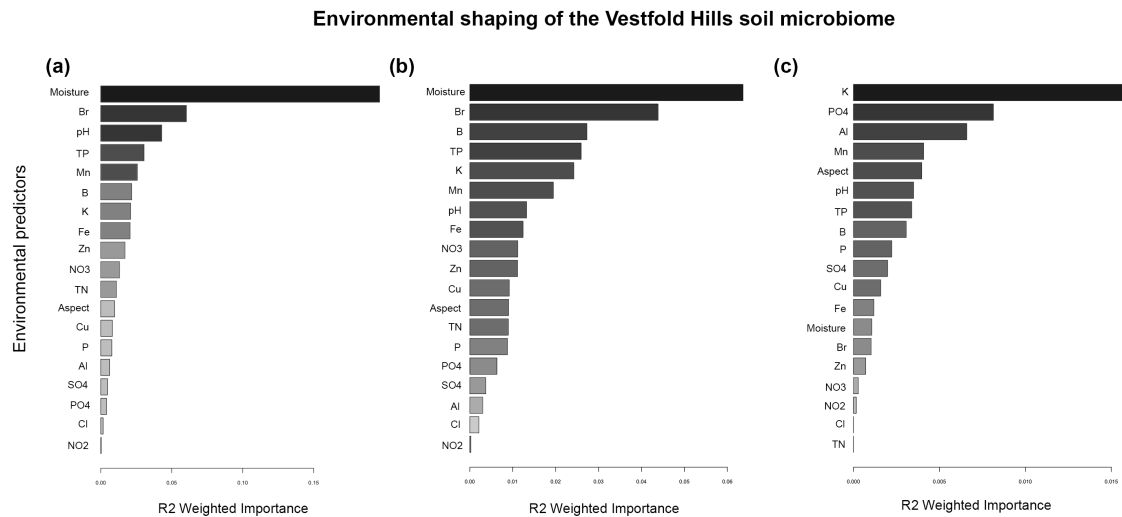 Environmental shaping of the Vestfold Hills soil microbiome
Environmental predictors
(a)
Moisture
Br
pH
TP
Mn
B
K
Fe
Zn
NO3
TN
Aspect
Cu
P
Al
SO4
PO4
Cl
NO2
0.00 0.05 0.10 0.15
R2 Weighted Importance
(b)
Moisture
Br
B
TP
K
Mn
pH
Fe
NO3
Zn
Cu
Aspect
TN
P
PO4
SO4
Al
Cl
NO2
0.00 0.01 0.02 0.03 0.04 0.05 0.06
R2 Weighted Importance
(c)
K
PO4
Al
Mn
Aspect
pH
TP
B
P
SO4
Cu
Fe
Moisture
Br
Zn
NO3
NO2
Cl
TN
0.000 0.005 0.010 0.015
R2 Weighted Importance